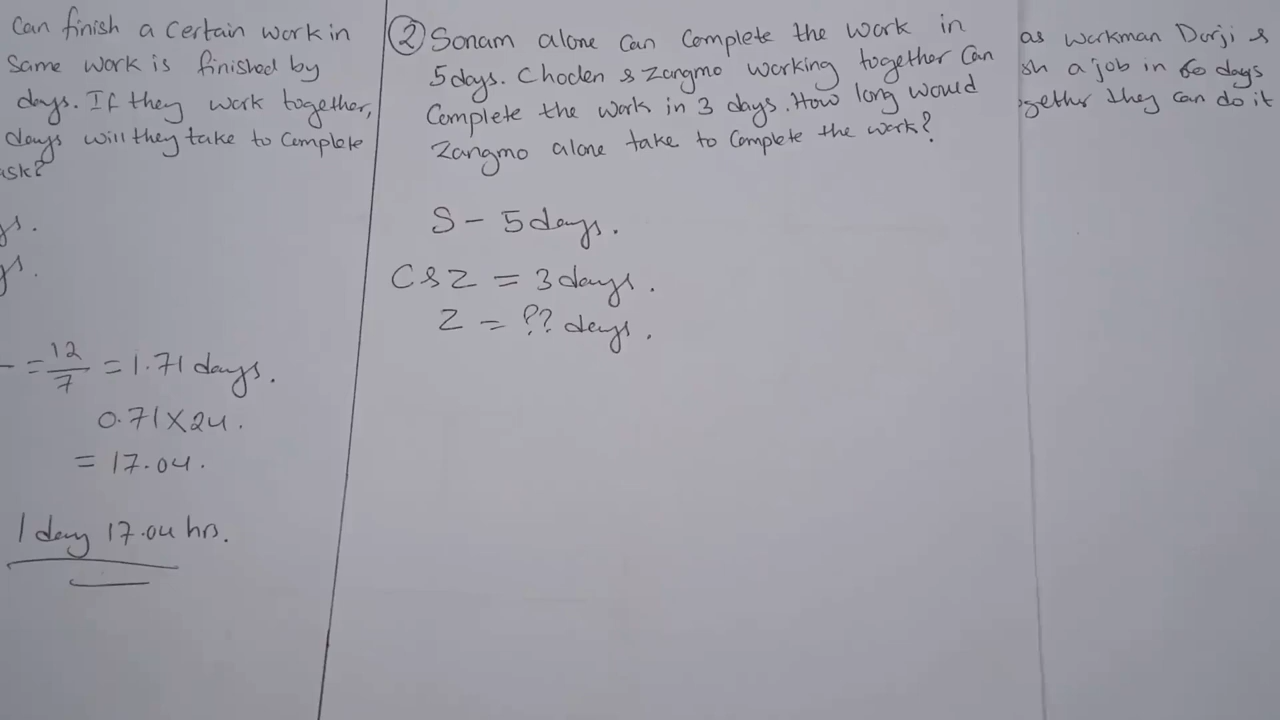 Can finish a Certain work in
Same work is finished by
days. If they work together,
days will they take to Complete
ask?
ys.
ys.
- = 12/7 = 1.71 days.
0.71 X 24.
= 17.04.
1 day 17.04 hrs.
② Sonam alone Can Complete the work in
5 days. Choden & Zangmo working together Can
Complete the work in 3 days. How long would
Zangmo alone take to Complete the work?
S - 5 days.
C & Z = 3 days.
Z = ?? days.
as workman Dorji &
sh a job in 60 days
ogether they can do it